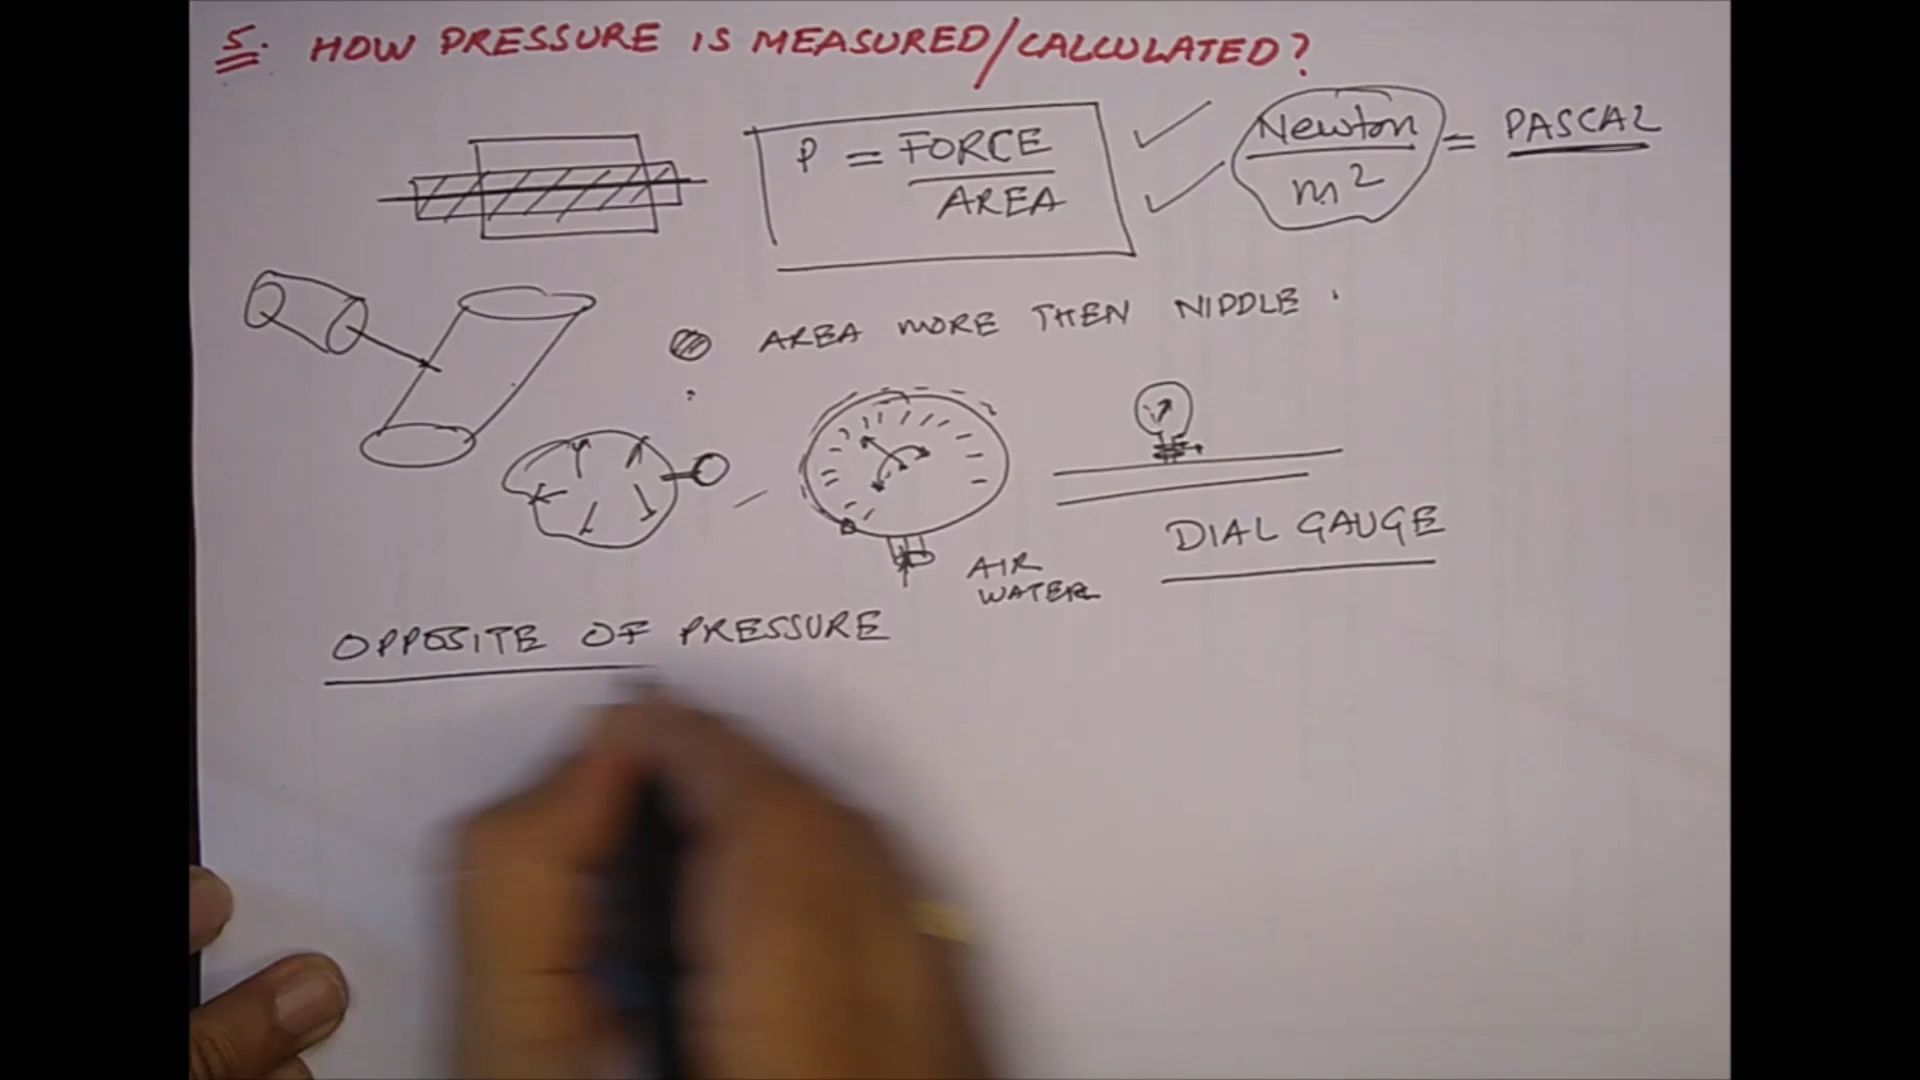 5. HOW PRESSURE IS MEASURED/CALCULATED?
P = FORCE / AREA
Newton / m² = PASCAL
AREA MORE THEN NIDDLE.
AIR
WATER
DIAL GAUGE
OPPOSITE OF PRESSURE